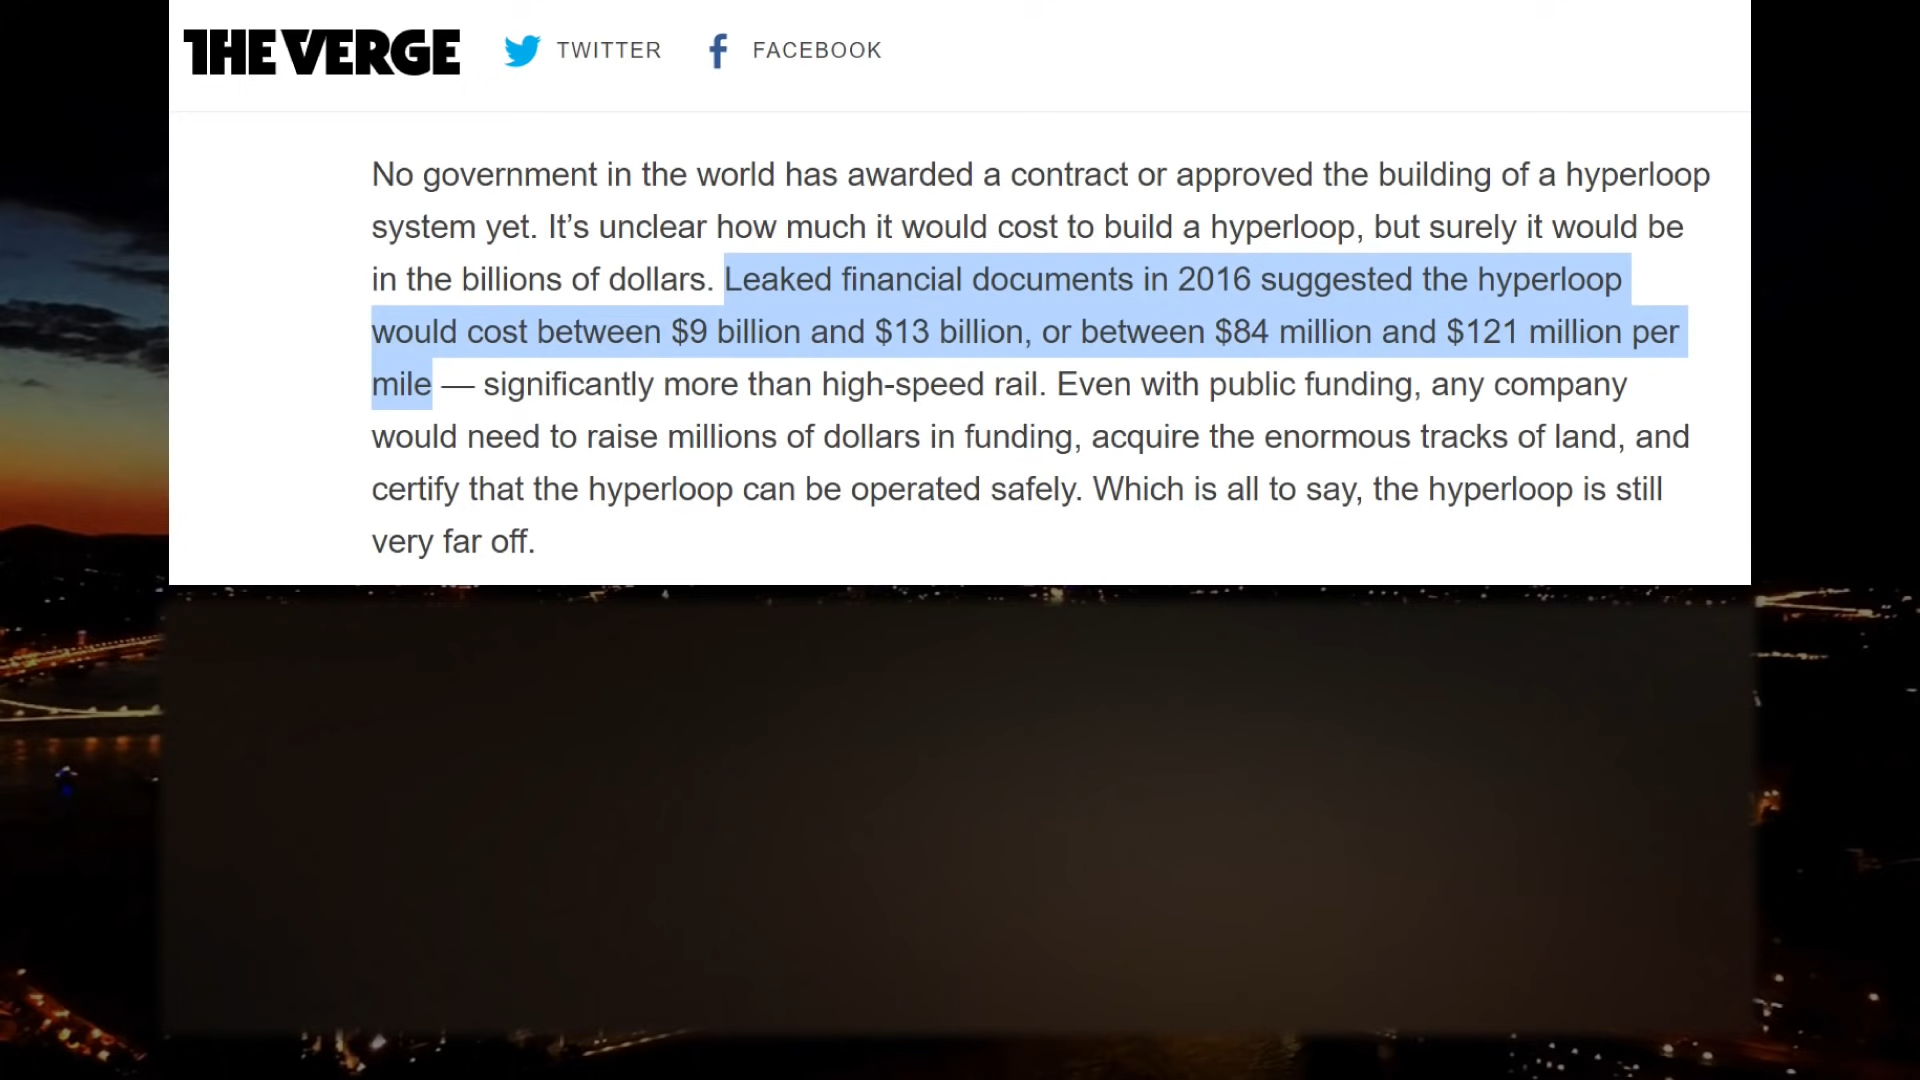 THE VERGE TWITTER FACEBOOK
No government in the world has awarded a contract or approved the building of a hyperloop
system yet. It’s unclear how much it would cost to build a hyperloop, but surely it would be
in the billions of dollars. Leaked financial documents in 2016 suggested the hyperloop
would cost between $9 billion and $13 billion, or between $84 million and $121 million per
mile — significantly more than high-speed rail. Even with public funding, any company
would need to raise millions of dollars in funding, acquire the enormous tracks of land, and
certify that the hyperloop can be operated safely. Which is all to say, the hyperloop is still
very far off.